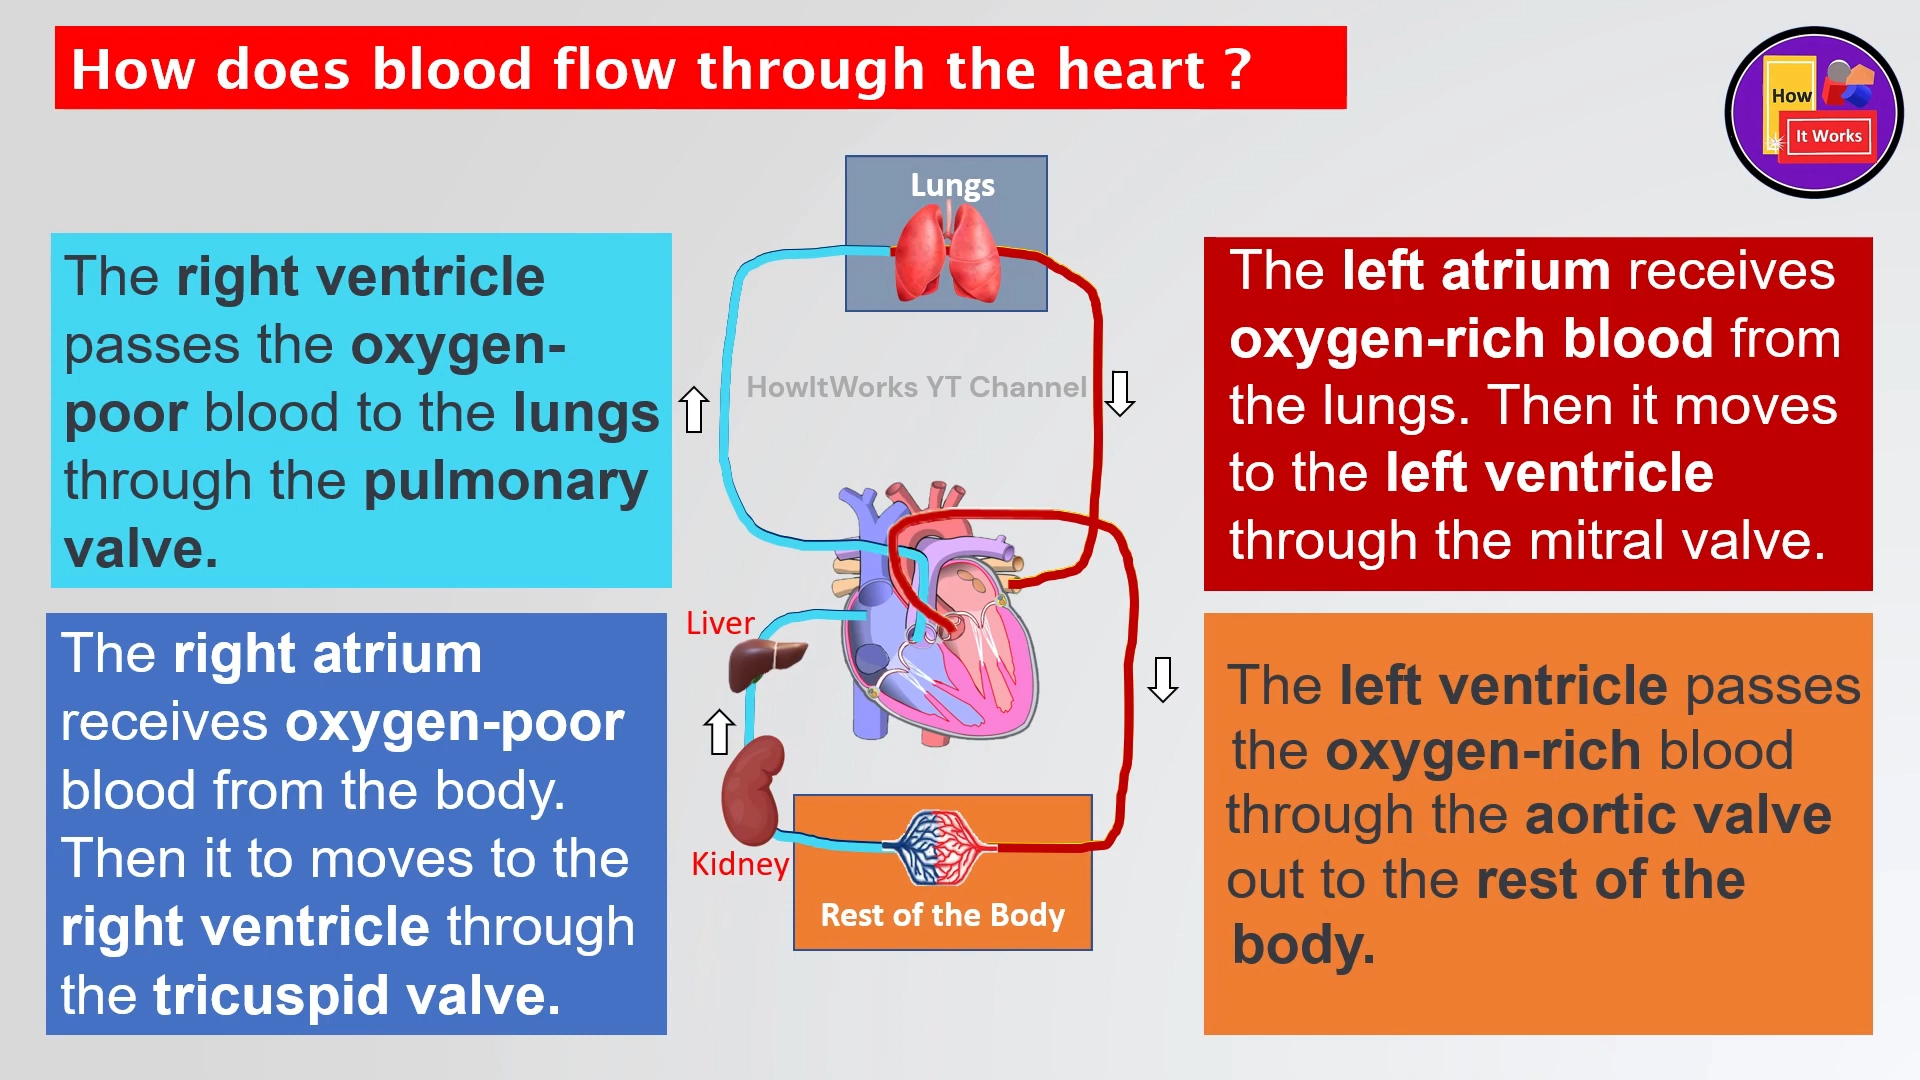 How does blood flow through the heart ?
How
It Works
Lungs
The right ventricle
passes the oxygen-
poor blood to the lungs
through the pulmonary
valve.
HowItWorks YT Channel
The left atrium receives
oxygen-rich blood from
the lungs. Then it moves
to the left ventricle
through the mitral valve.
The right atrium
receives oxygen-poor
blood from the body.
Then it to moves to the
right ventricle through
the tricuspid valve.
Liver
Kidney
Rest of the Body
The left ventricle passes
the oxygen-rich blood
through the aortic valve
out to the rest of the
body.